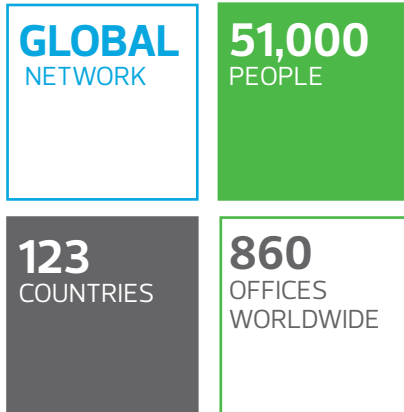 GLOBAL
NETWORK
51,000
PEOPLE
123
COUNTRIES
860
OFFICES
WORLDWIDE